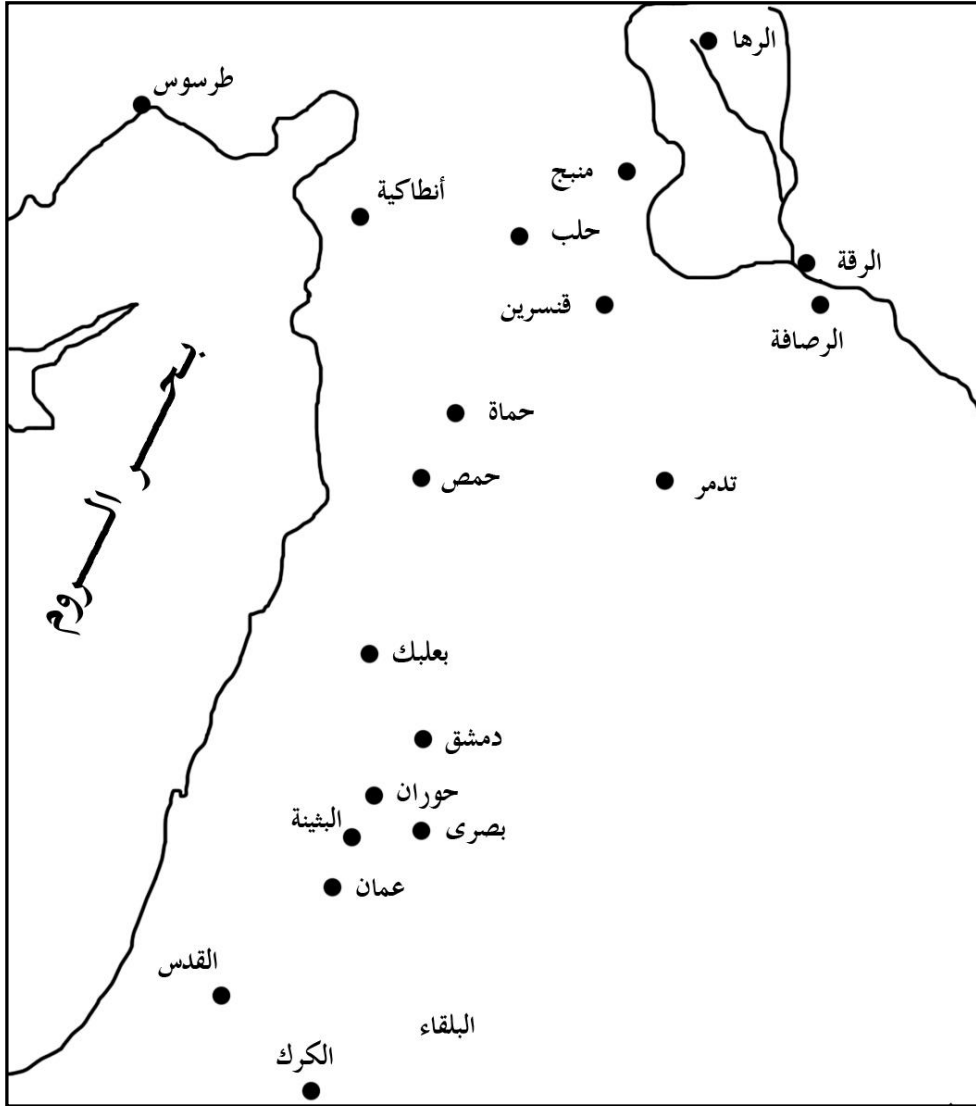 الرها
طرسوس
منبج
أنطاكية
حلب
الرقة
قنسرين
الرصافة
بحر الروم
حماة
حمص
تدمر
بعلبك
دمشق
حوران
البثينة
بصرى
عمان
القدس
البلقاء
الكرك